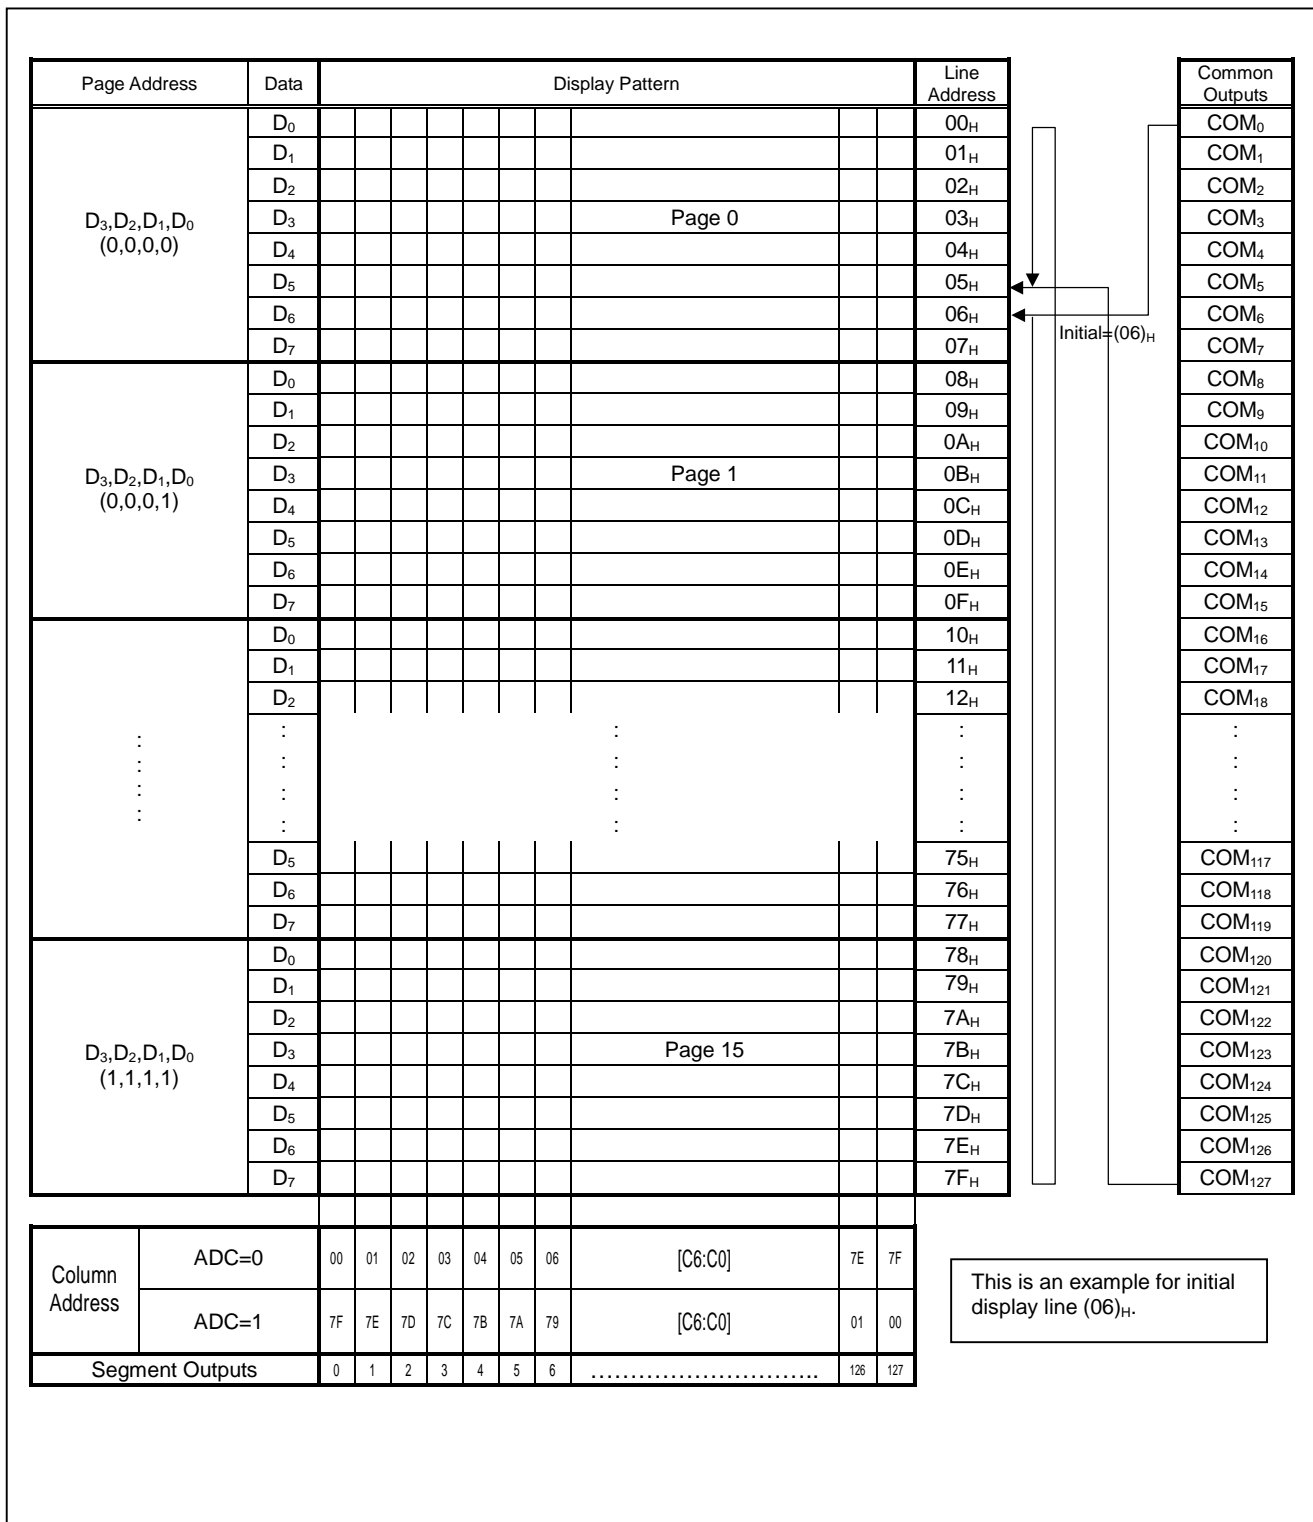 Page Address Data Display Pattern Line Address Common Outputs
D0 00H COM0
D1 01H COM1
D2 02H COM2
D3,D2,D1,D0 D3 Page 0 03H COM3
(0,0,0,0) D4 04H COM4
D5 05H COM5
D6 06H COM6
Initial=(06)H
D7 07H COM7
D0 08H COM8
D1 09H COM9
D2 0AH COM10
D3,D2,D1,D0 D3 Page 1 0BH COM11
(0,0,0,1) D4 0CH COM12
D5 0DH COM13
D6 0EH COM14
D7 0FH COM15
D0 10H COM16
D1 11H COM17
D2 12H COM18
: : : : :
: : : : :
: : : : :
: : : : :
D5 75H COM117
D6 76H COM118
D7 77H COM119
D0 78H COM120
D1 79H COM121
D2 7AH COM122
D3,D2,D1,D0 D3 Page 15 7BH COM123
(1,1,1,1) D4 7CH COM124
D5 7DH COM125
D6 7EH COM126
D7 7FH COM127
Column Address
ADC=0 00 01 02 03 04 05 06 [C6:C0] 7E 7F
ADC=1 7F 7E 7D 7C 7B 7A 79 [C6:C0] 01 00
Segment Outputs 0 1 2 3 4 5 6 ............................ 126 127
This is an example for initial
display line (06)H.